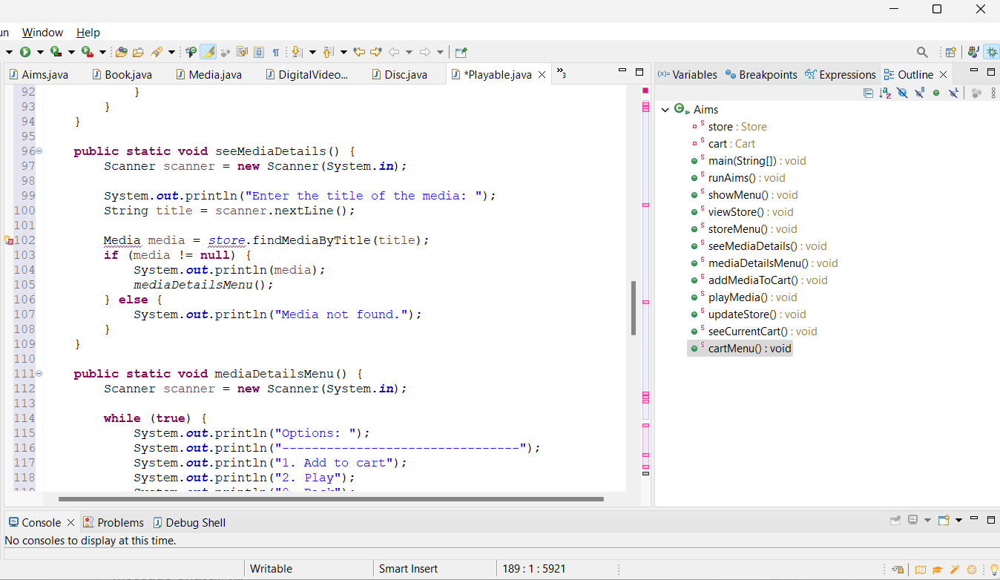 un Window Help
Aims.java Book.java Media.java DigitalVideo... Disc.java *Playable.java 3
(x)= Variables Breakpoints Expressions Outline
92 }
93 }
94 }
95
96 public static void seeMediaDetails() {
97 Scanner scanner = new Scanner(System.in);
98
99 System.out.println("Enter the title of the media: ");
100 String title = scanner.nextLine();
101
102 Media media = store.findMediaByTitle(title);
103 if (media != null) {
104 System.out.println(media);
105 mediaDetailsMenu();
106 } else {
107 System.out.println("Media not found.");
108 }
109 }
110
111 public static void mediaDetailsMenu() {
112 Scanner scanner = new Scanner(System.in);
113
114 while (true) {
115 System.out.println("Options: ");
116 System.out.println("--------------------------------");
117 System.out.println("1. Add to cart");
118 System.out.println("2. Play");
Aims
store : Store
cart : Cart
main(String[]) : void
runAims() : void
showMenu() : void
viewStore() : void
storeMenu() : void
seeMediaDetails() : void
mediaDetailsMenu() : void
addMediaToCart() : void
playMedia() : void
updateStore() : void
seeCurrentCart() : void
cartMenu() : void
Console Problems Debug Shell
No consoles to display at this time.
Writable Smart Insert 189 : 1 : 5921